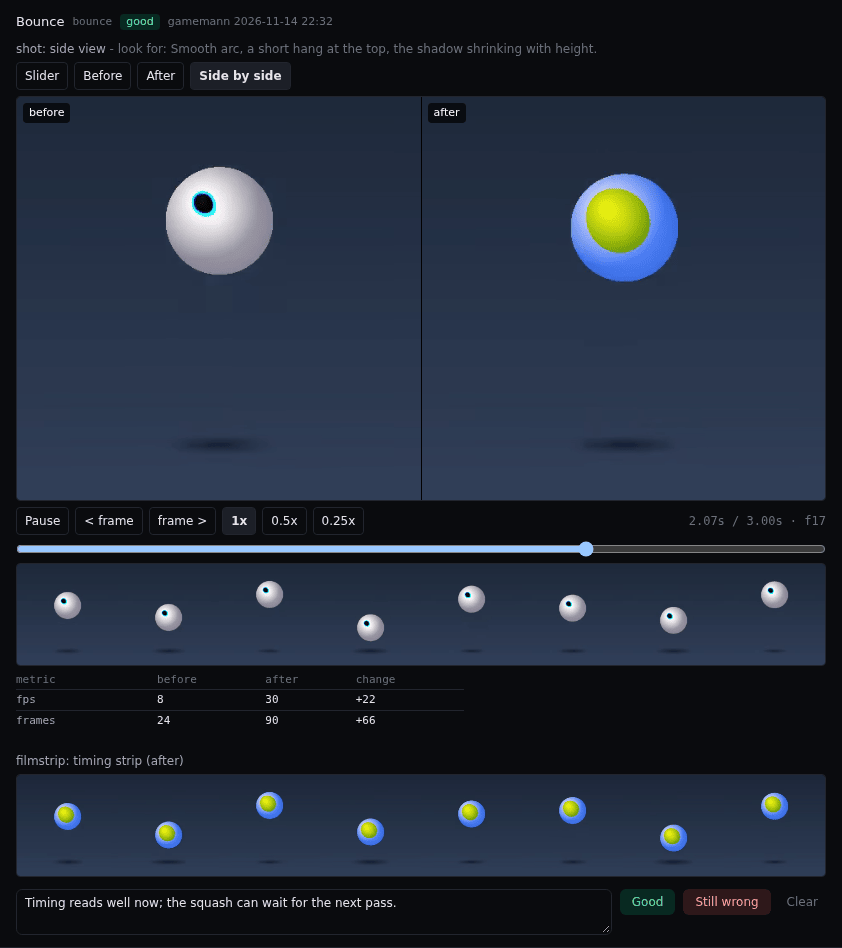 Bounce bounce good gamemann 2026-11-14 22:32
shot: side view - look for: Smooth arc, a short hang at the top, the shadow shrinking with height.
Slider Before After Side by side
before after
Pause < frame frame > 1x 0.5x 0.25x 2.07s / 3.00s · f17
metric before after change
fps 8 30 +22
frames 24 90 +66
filmstrip: timing strip (after)
Timing reads well now; the squash can wait for the next pass.
Good Still wrong Clear